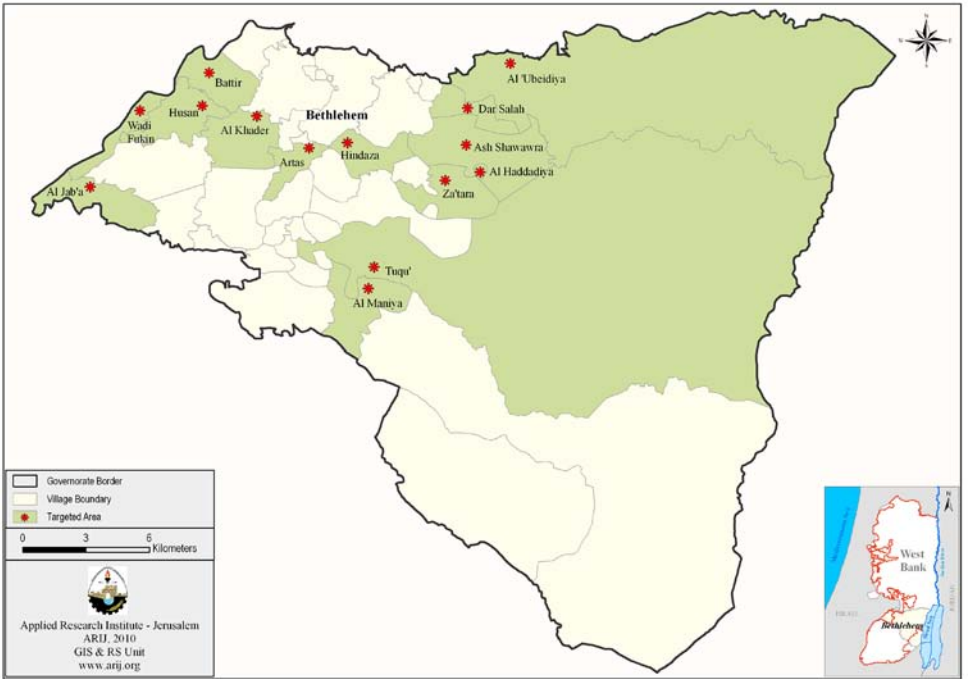 N
Al 'Ubeidiya
Battir
Dar Salah
Husan
Wadi
Fukin
Al Khader
Bethlehem
Artas
Hindaza
Ash Shawawra
Al Haddadiya
Za'tara
Al Jab'a
Tuqu'
Al Maniya
Governorate Border
Village Boundary
Targeted Area
0 3 6
Kilometers
Applied Research Institute - Jerusalem
ARIJ, 2010
GIS & RS Unit
www.arij.org
N
West
Bank
Bethlehem